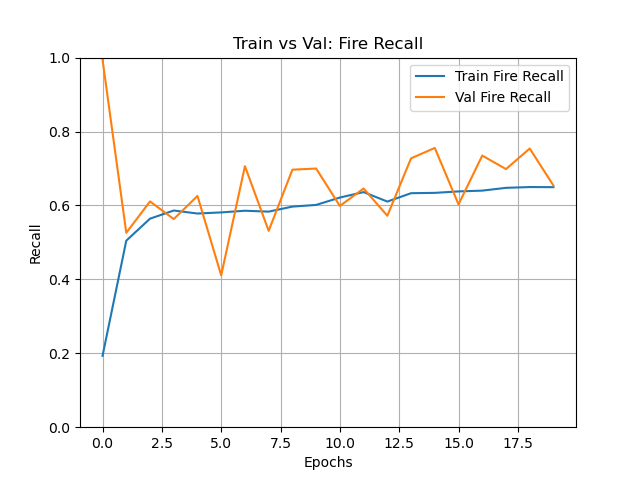 Train vs Val: Fire Recall
Train Fire Recall
Val Fire Recall
1.0
0.8
0.6
0.4
0.2
0.0
Recall
0.0 2.5 5.0 7.5 10.0 12.5 15.0 17.5
Epochs